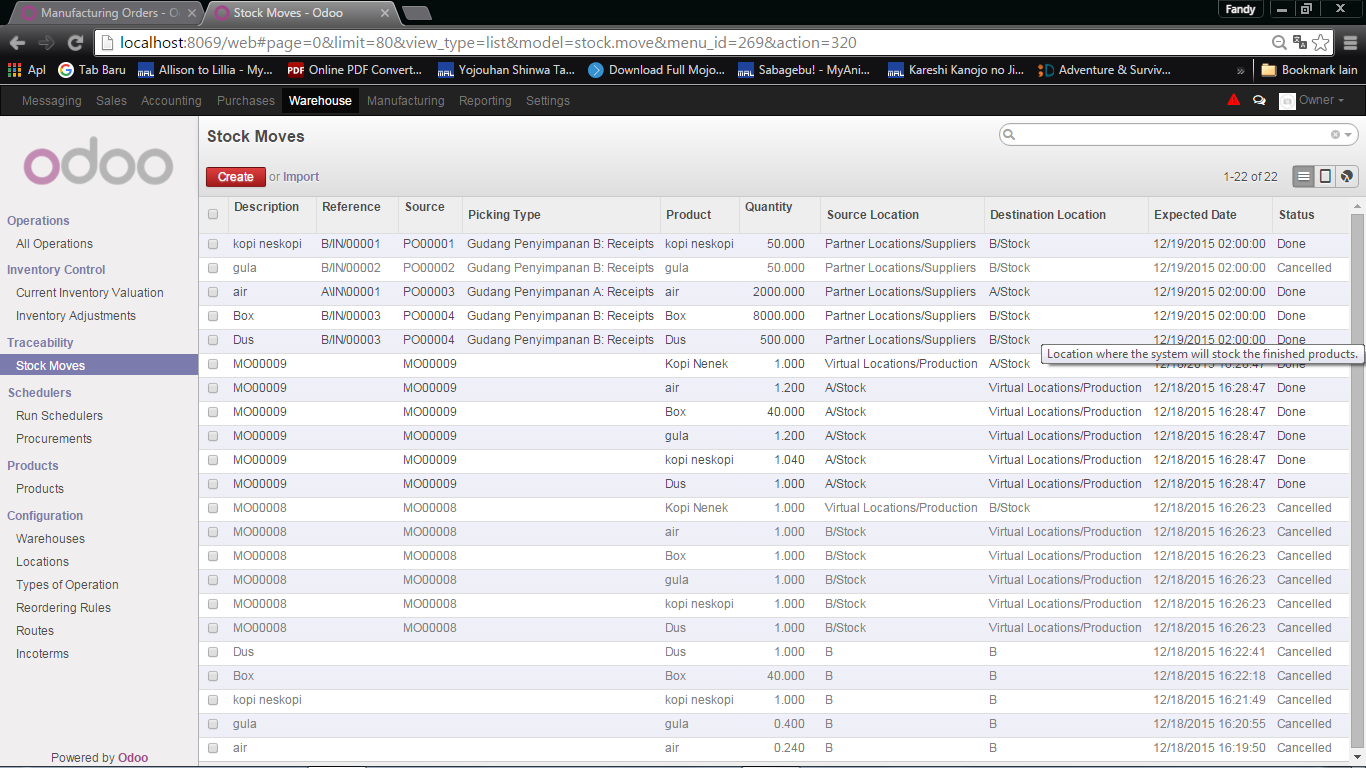 Manufacturing Orders - O
Stock Moves - Odoo
Fandy
localhost:8069/web#page=0&limit=80&view_type=list&model=stock.move&menu_id=269&action=320
Apl Tab Baru Allison to Lillia - My... Online PDF Convert... Yojouhan Shinwa Ta... Download Full Mojo... Sabagebu! - MyAni... Kareshi Kanojo no Ji... Adventure & Surviv... » Bookmark lain
Messaging Sales Accounting Purchases Warehouse Manufacturing Reporting Settings Owner
odoo
Operations
All Operations
Inventory Control
Current Inventory Valuation
Inventory Adjustments
Traceability
Stock Moves
Schedulers
Run Schedulers
Procurements
Products
Products
Configuration
Warehouses
Locations
Types of Operation
Reordering Rules
Routes
Incoterms
Powered by Odoo
Stock Moves
Create or Import
1-22 of 22
Description Reference Source Picking Type Product Quantity Source Location Destination Location Expected Date Status
kopi neskopi B/IN/00001 PO00001 Gudang Penyimpanan B: Receipts kopi neskopi 50.000 Partner Locations/Suppliers B/Stock 12/19/2015 02:00:00 Done
gula B/IN/00002 PO00002 Gudang Penyimpanan B: Receipts gula 50.000 Partner Locations/Suppliers B/Stock 12/19/2015 02:00:00 Cancelled
air A\IN\00001 PO00003 Gudang Penyimpanan A: Receipts air 2000.000 Partner Locations/Suppliers A/Stock 12/19/2015 02:00:00 Done
Box B/IN/00003 PO00004 Gudang Penyimpanan B: Receipts Box 8000.000 Partner Locations/Suppliers B/Stock 12/19/2015 02:00:00 Done
Dus B/IN/00003 PO00004 Gudang Penyimpanan B: Receipts Dus 500.000 Partner Locations/Suppliers B/Stock 12/19/2015 02:00:00 Done
Location where the system will stock the finished products.
MO00009 MO00009 Kopi Nenek 1.000 Virtual Locations/Production A/Stock 12/18/2015 16:28:47 Done
MO00009 MO00009 air 1.200 A/Stock Virtual Locations/Production 12/18/2015 16:28:47 Done
MO00009 MO00009 Box 40.000 A/Stock Virtual Locations/Production 12/18/2015 16:28:47 Done
MO00009 MO00009 gula 1.200 A/Stock Virtual Locations/Production 12/18/2015 16:28:47 Done
MO00009 MO00009 kopi neskopi 1.040 A/Stock Virtual Locations/Production 12/18/2015 16:28:47 Done
MO00009 MO00009 Dus 1.000 A/Stock Virtual Locations/Production 12/18/2015 16:28:47 Done
MO00008 MO00008 Kopi Nenek 1.000 Virtual Locations/Production B/Stock 12/18/2015 16:26:23 Cancelled
MO00008 MO00008 air 1.000 B/Stock Virtual Locations/Production 12/18/2015 16:26:23 Cancelled
MO00008 MO00008 Box 1.000 B/Stock Virtual Locations/Production 12/18/2015 16:26:23 Cancelled
MO00008 MO00008 gula 1.000 B/Stock Virtual Locations/Production 12/18/2015 16:26:23 Cancelled
MO00008 MO00008 kopi neskopi 1.000 B/Stock Virtual Locations/Production 12/18/2015 16:26:23 Cancelled
MO00008 MO00008 Dus 1.000 B/Stock Virtual Locations/Production 12/18/2015 16:26:23 Cancelled
Dus Dus 1.000 B B 12/18/2015 16:22:41 Cancelled
Box Box 40.000 B B 12/18/2015 16:22:18 Cancelled
kopi neskopi kopi neskopi 1.000 B B 12/18/2015 16:21:49 Cancelled
gula gula 0.400 B B 12/18/2015 16:20:55 Cancelled
air air 0.240 B B 12/18/2015 16:19:50 Cancelled